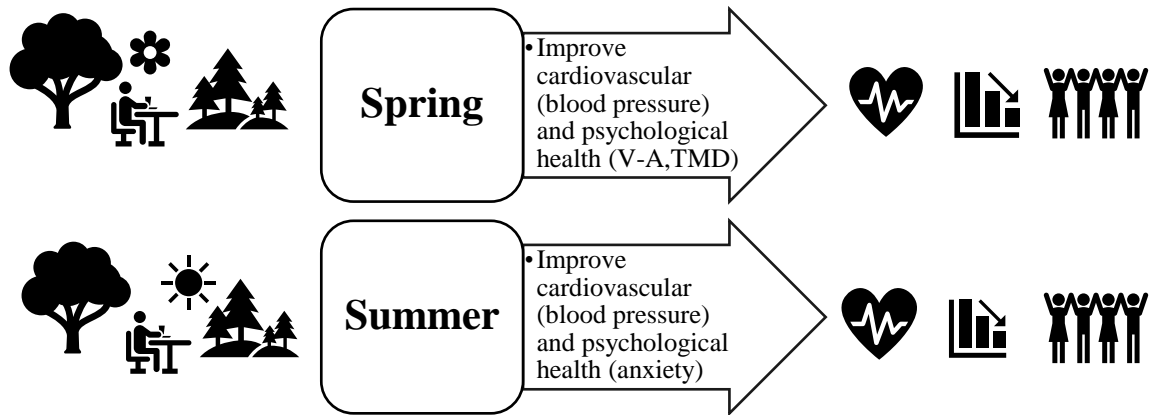 Spring
•Improve
cardiovascular
(blood pressure)
and psychological
health (V-A,TMD)
Summer
•Improve
cardiovascular
(blood pressure)
and psychological
health (anxiety)